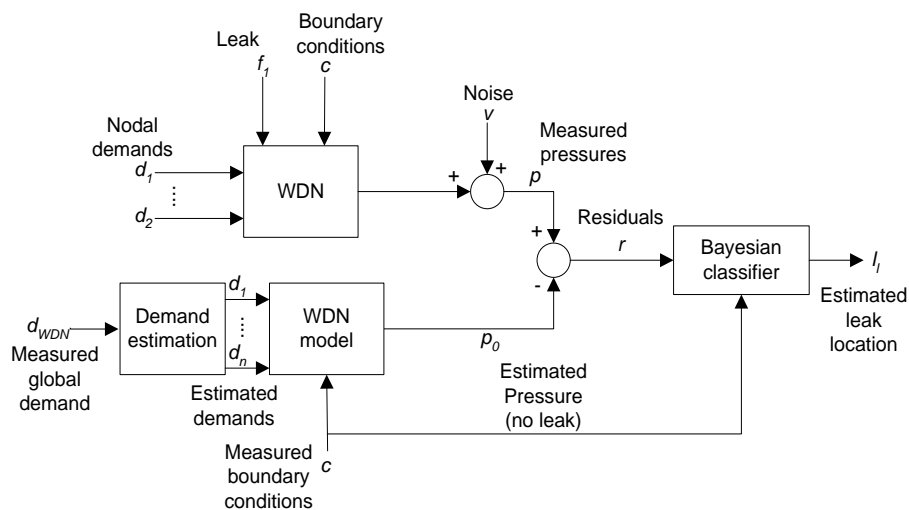 Leak
f1
Boundary
conditions
c
Noise
v
Nodal
demands
d1
d2
WDN
+
+
p
Measured
pressures
+
-
Residuals
r
Bayesian
classifier
ll
Estimated
leak
location
dWDN
Measured
global
demand
Demand
estimation
d1
dn
Estimated
demands
WDN
model
p0
Estimated
Pressure
(no leak)
Measured
boundary
conditions
c